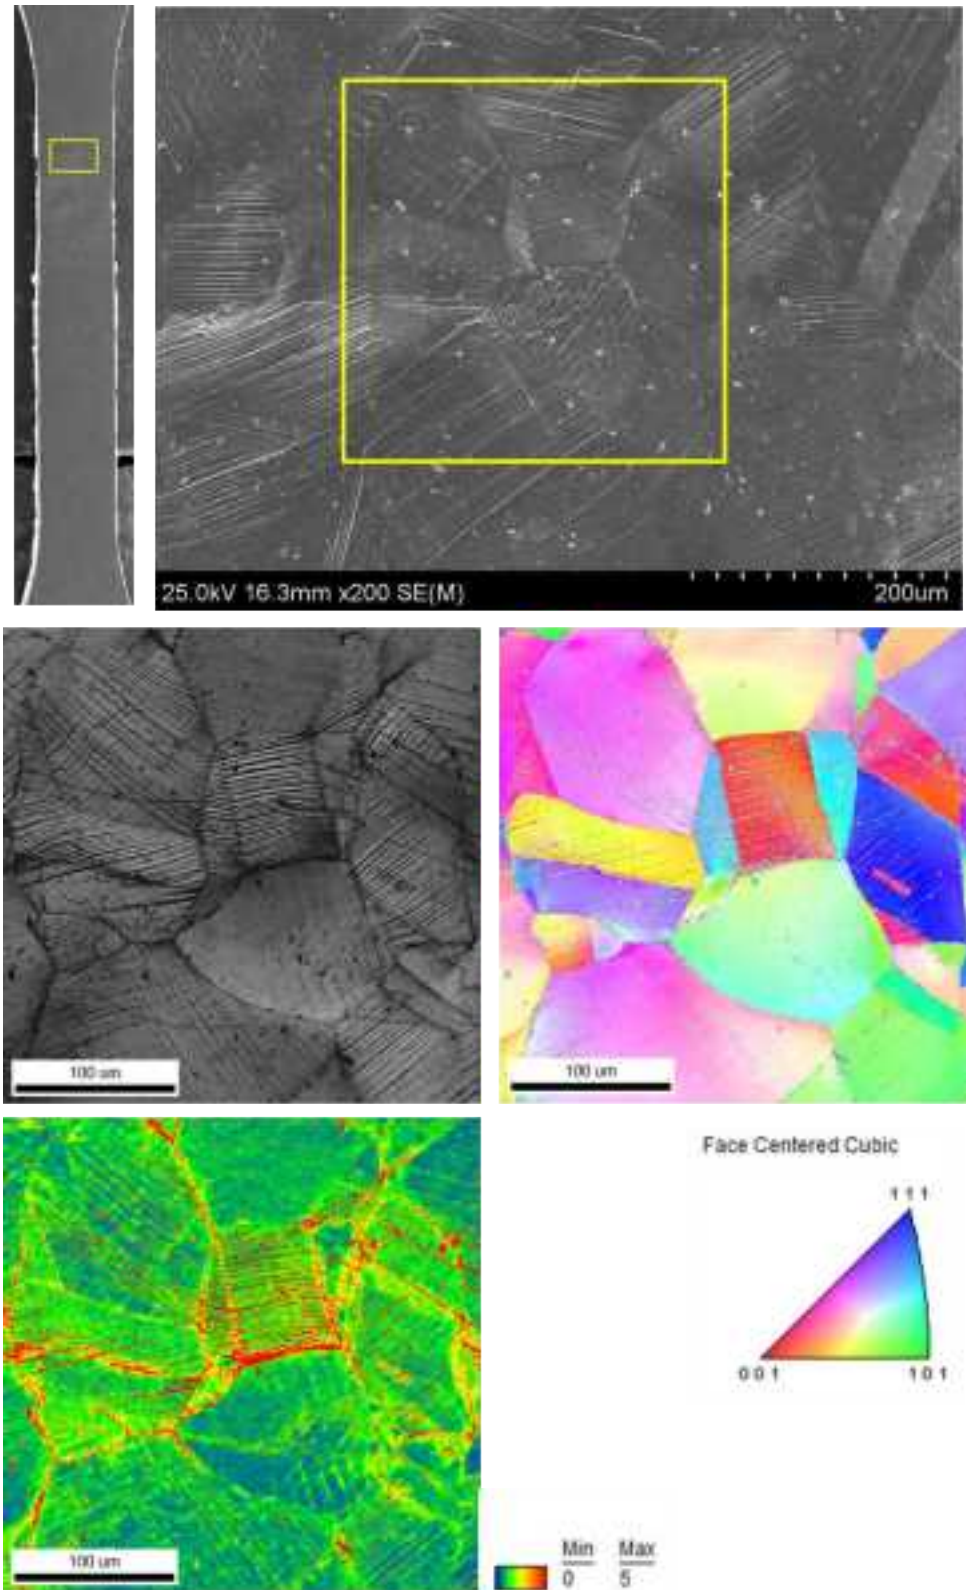 25.0kV 16.3mm x200 SE(M)
200um
100 um
100 um
Face Centered Cubic
1 1 1
0 0 1
1 0 1
100 um
Min Max
0 5